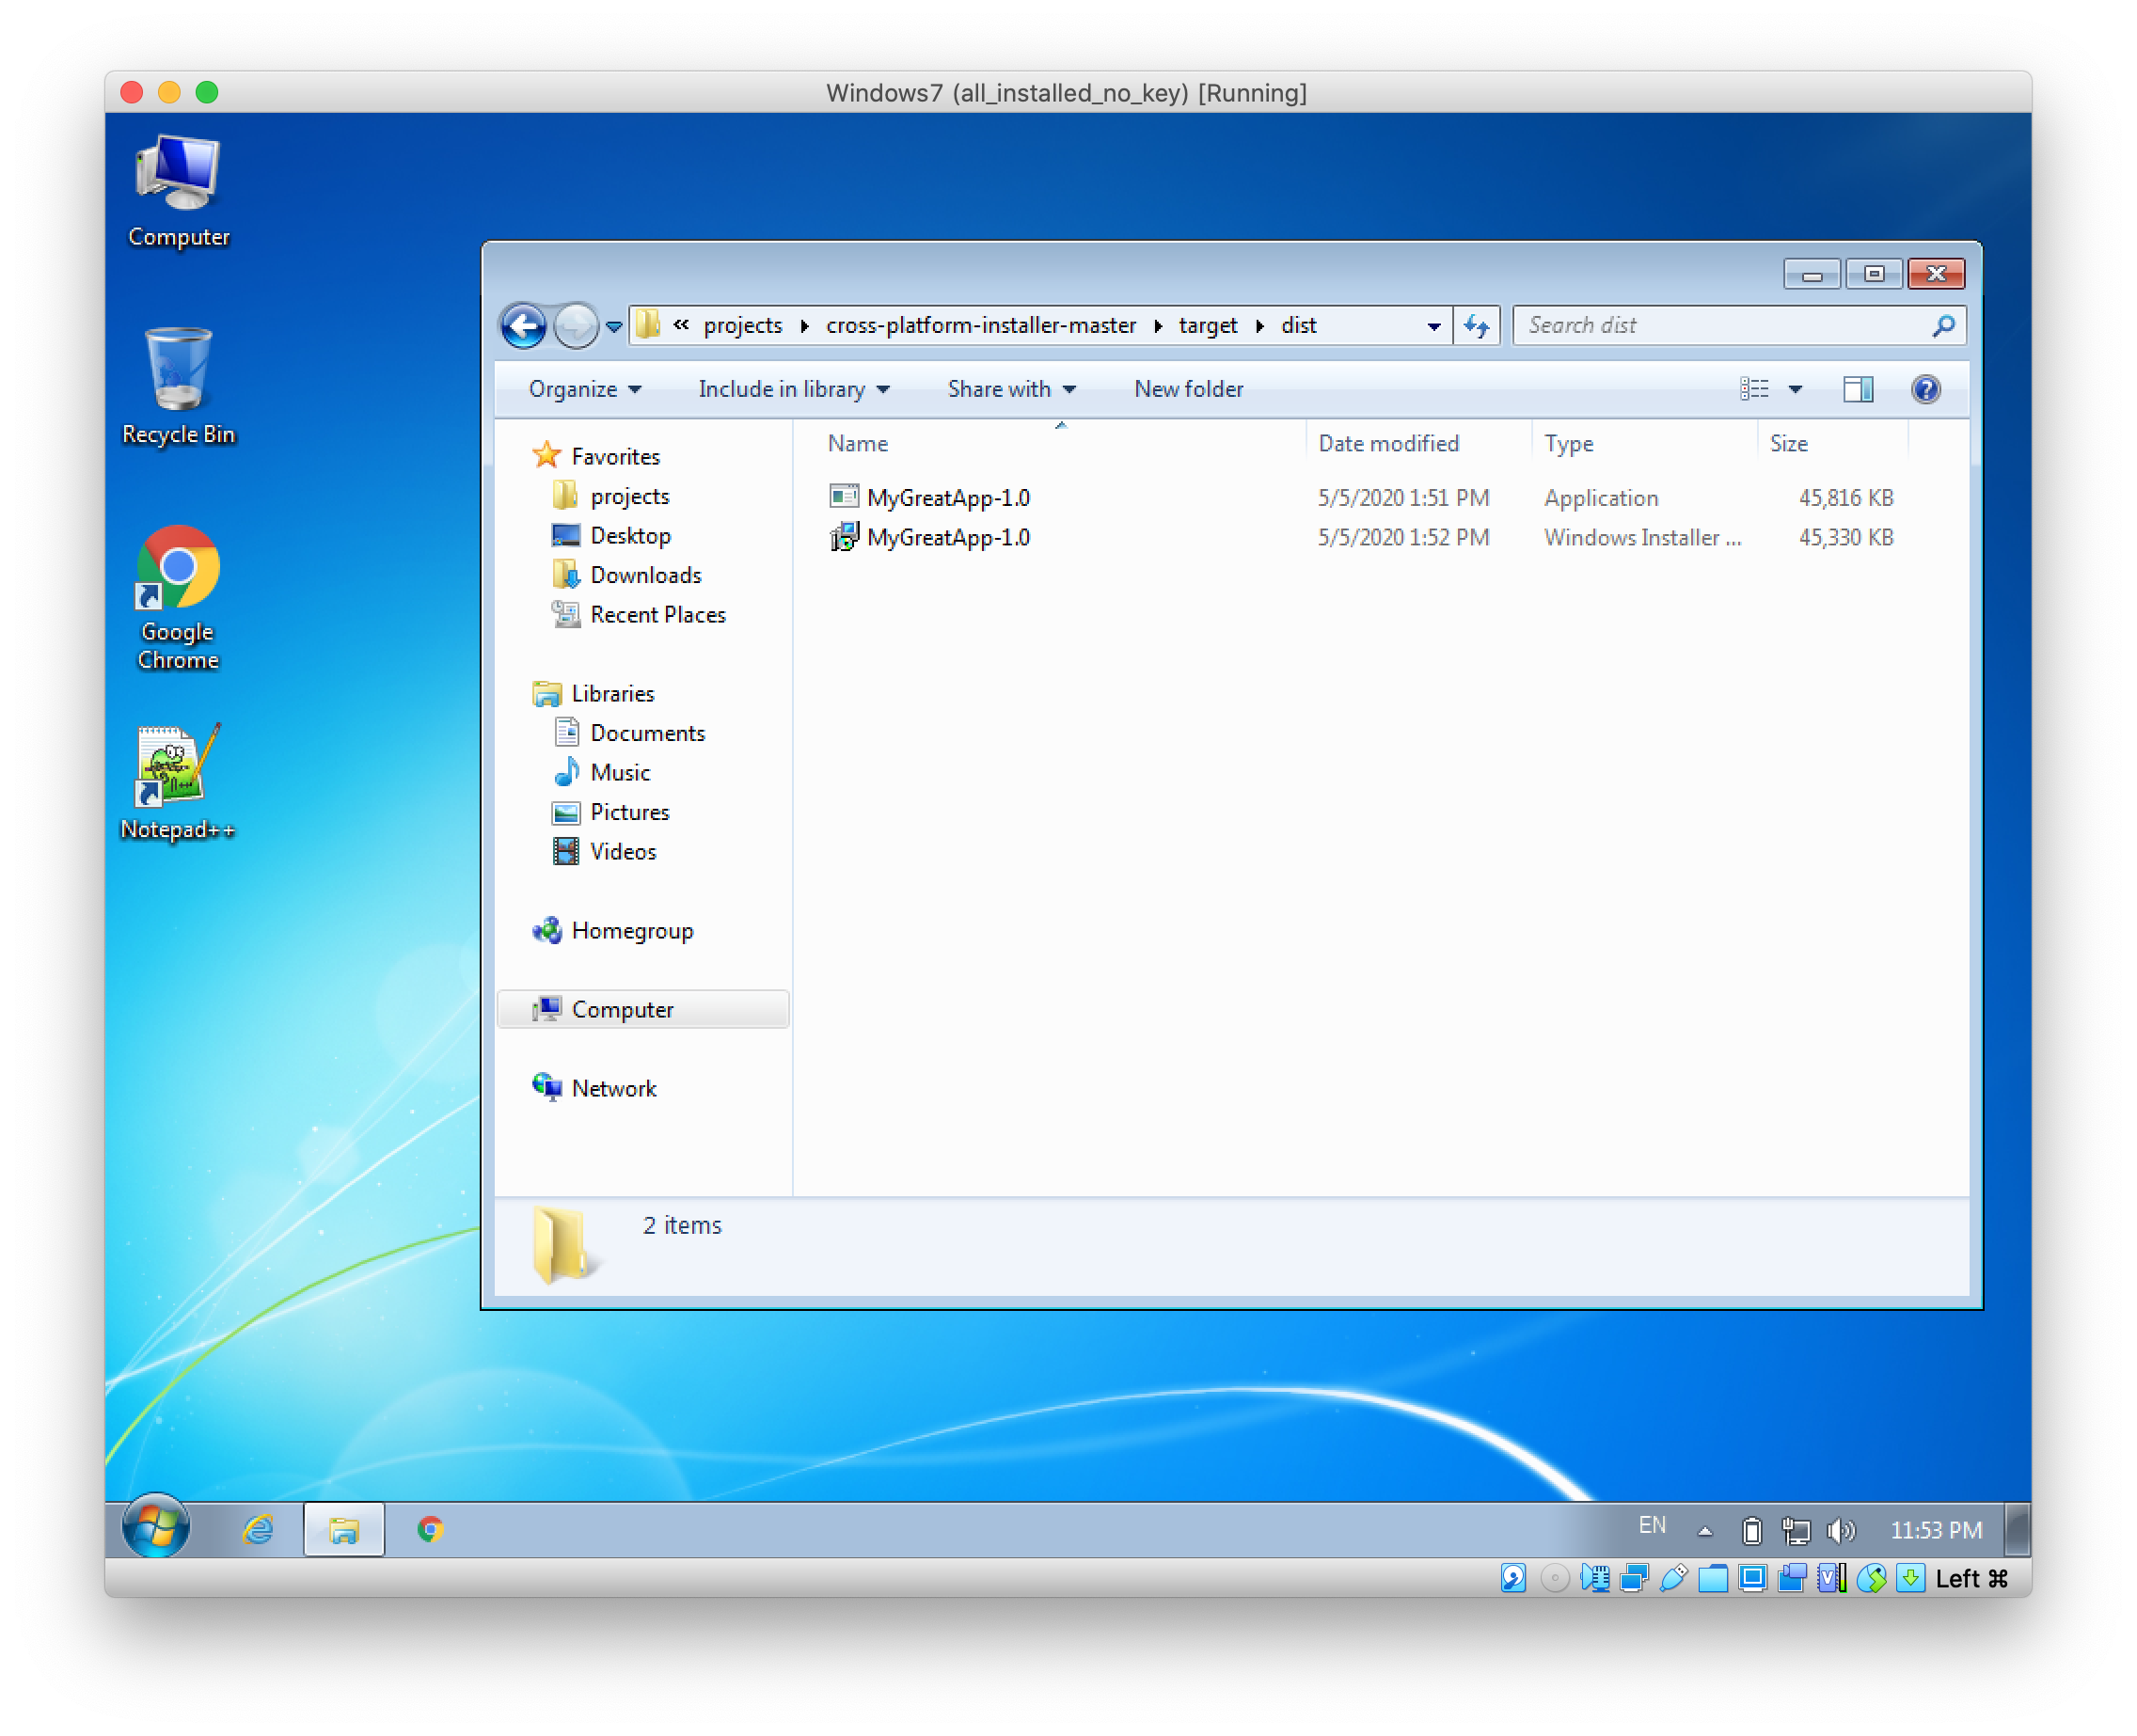 Windows7 (all_installed_no_key) [Running]
Computer
Recycle Bin
Google
Chrome
Notepad++
« projects ▸ cross-platform-installer-master ▸ target ▸ dist
Search dist
Organize Include in library Share with New folder
Name Date modified Type Size
MyGreatApp-1.0 5/5/2020 1:51 PM Application 45,816 KB
MyGreatApp-1.0 5/5/2020 1:52 PM Windows Installer ... 45,330 KB
Favorites
projects
Desktop
Downloads
Recent Places
Libraries
Documents
Music
Pictures
Videos
Homegroup
Computer
Network
2 items
EN 11:53 PM
Left ⌘